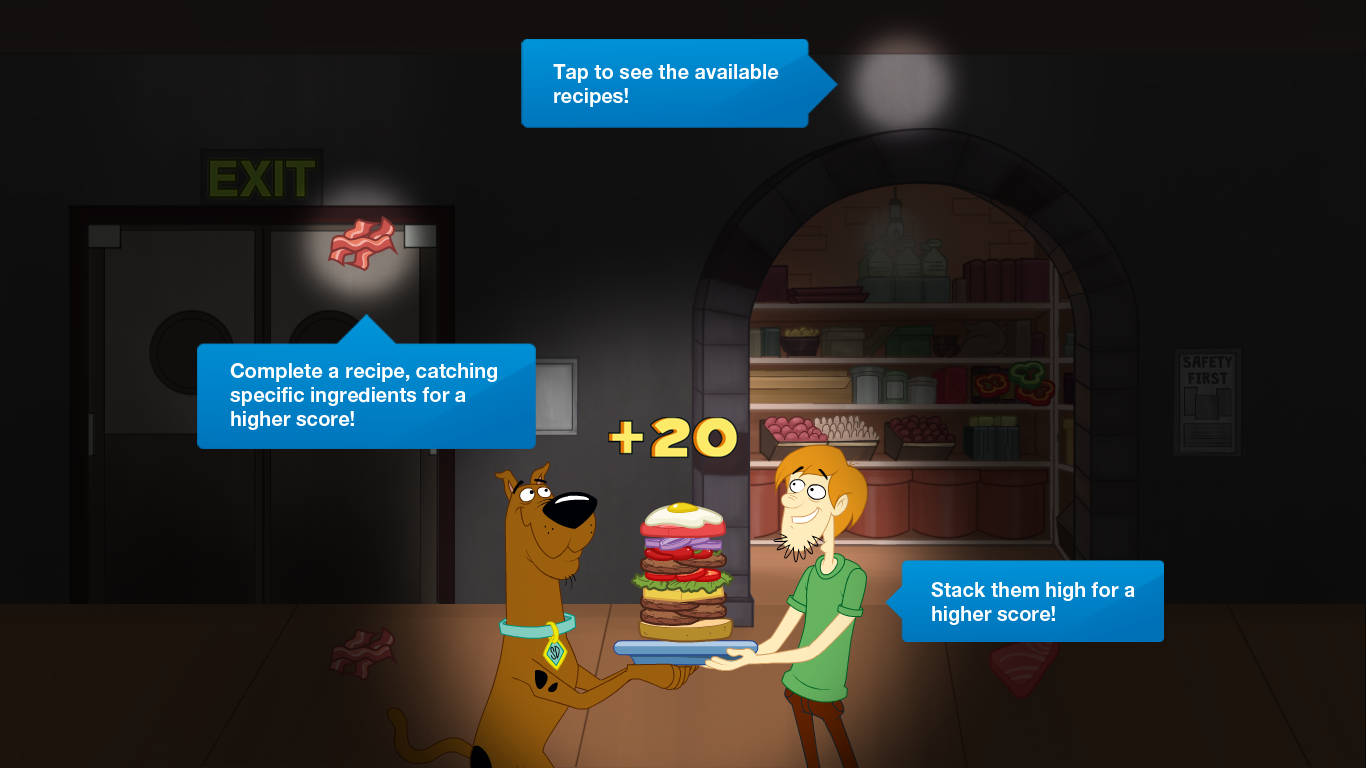 Tap to see the available
recipes!
EXIT
SAFETY
FIRST
Complete a recipe, catching
specific ingredients for a
higher score!
+20
Stack them high for a
higher score!
SD